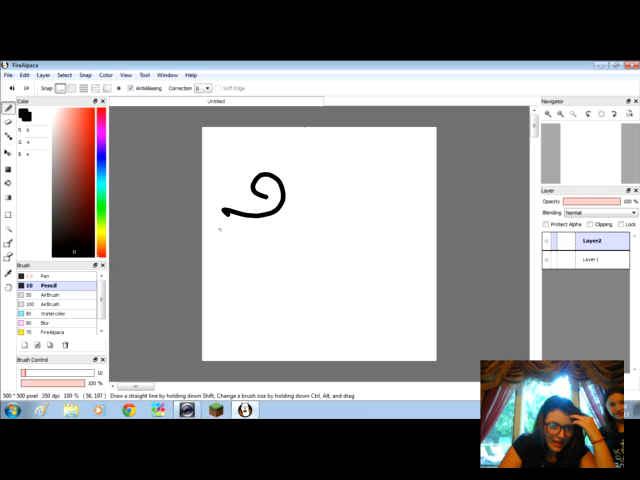 FireAlpaca
File Edit Layer Select Snap Color View Tool Window Help
Snap AntiAliasing Correction 0 Soft Edge
Color Untitled Navigator
R
G
B
Layer
Opacity 100 %
Blending Normal
Protect Alpha Clipping Lock
Layer2
Layer1
Brush
Pen
10 Pencil
50 AirBrush
100 AirBrush
80 Watercolor
80 Blur
70 FireAlpaca
Brush Control
10
100 %
500 * 500 pixel 350 dpi 100 % (36, 197) Draw a straight line by holding down Shift, Change a brush size by holding down Ctrl, Alt, and drag